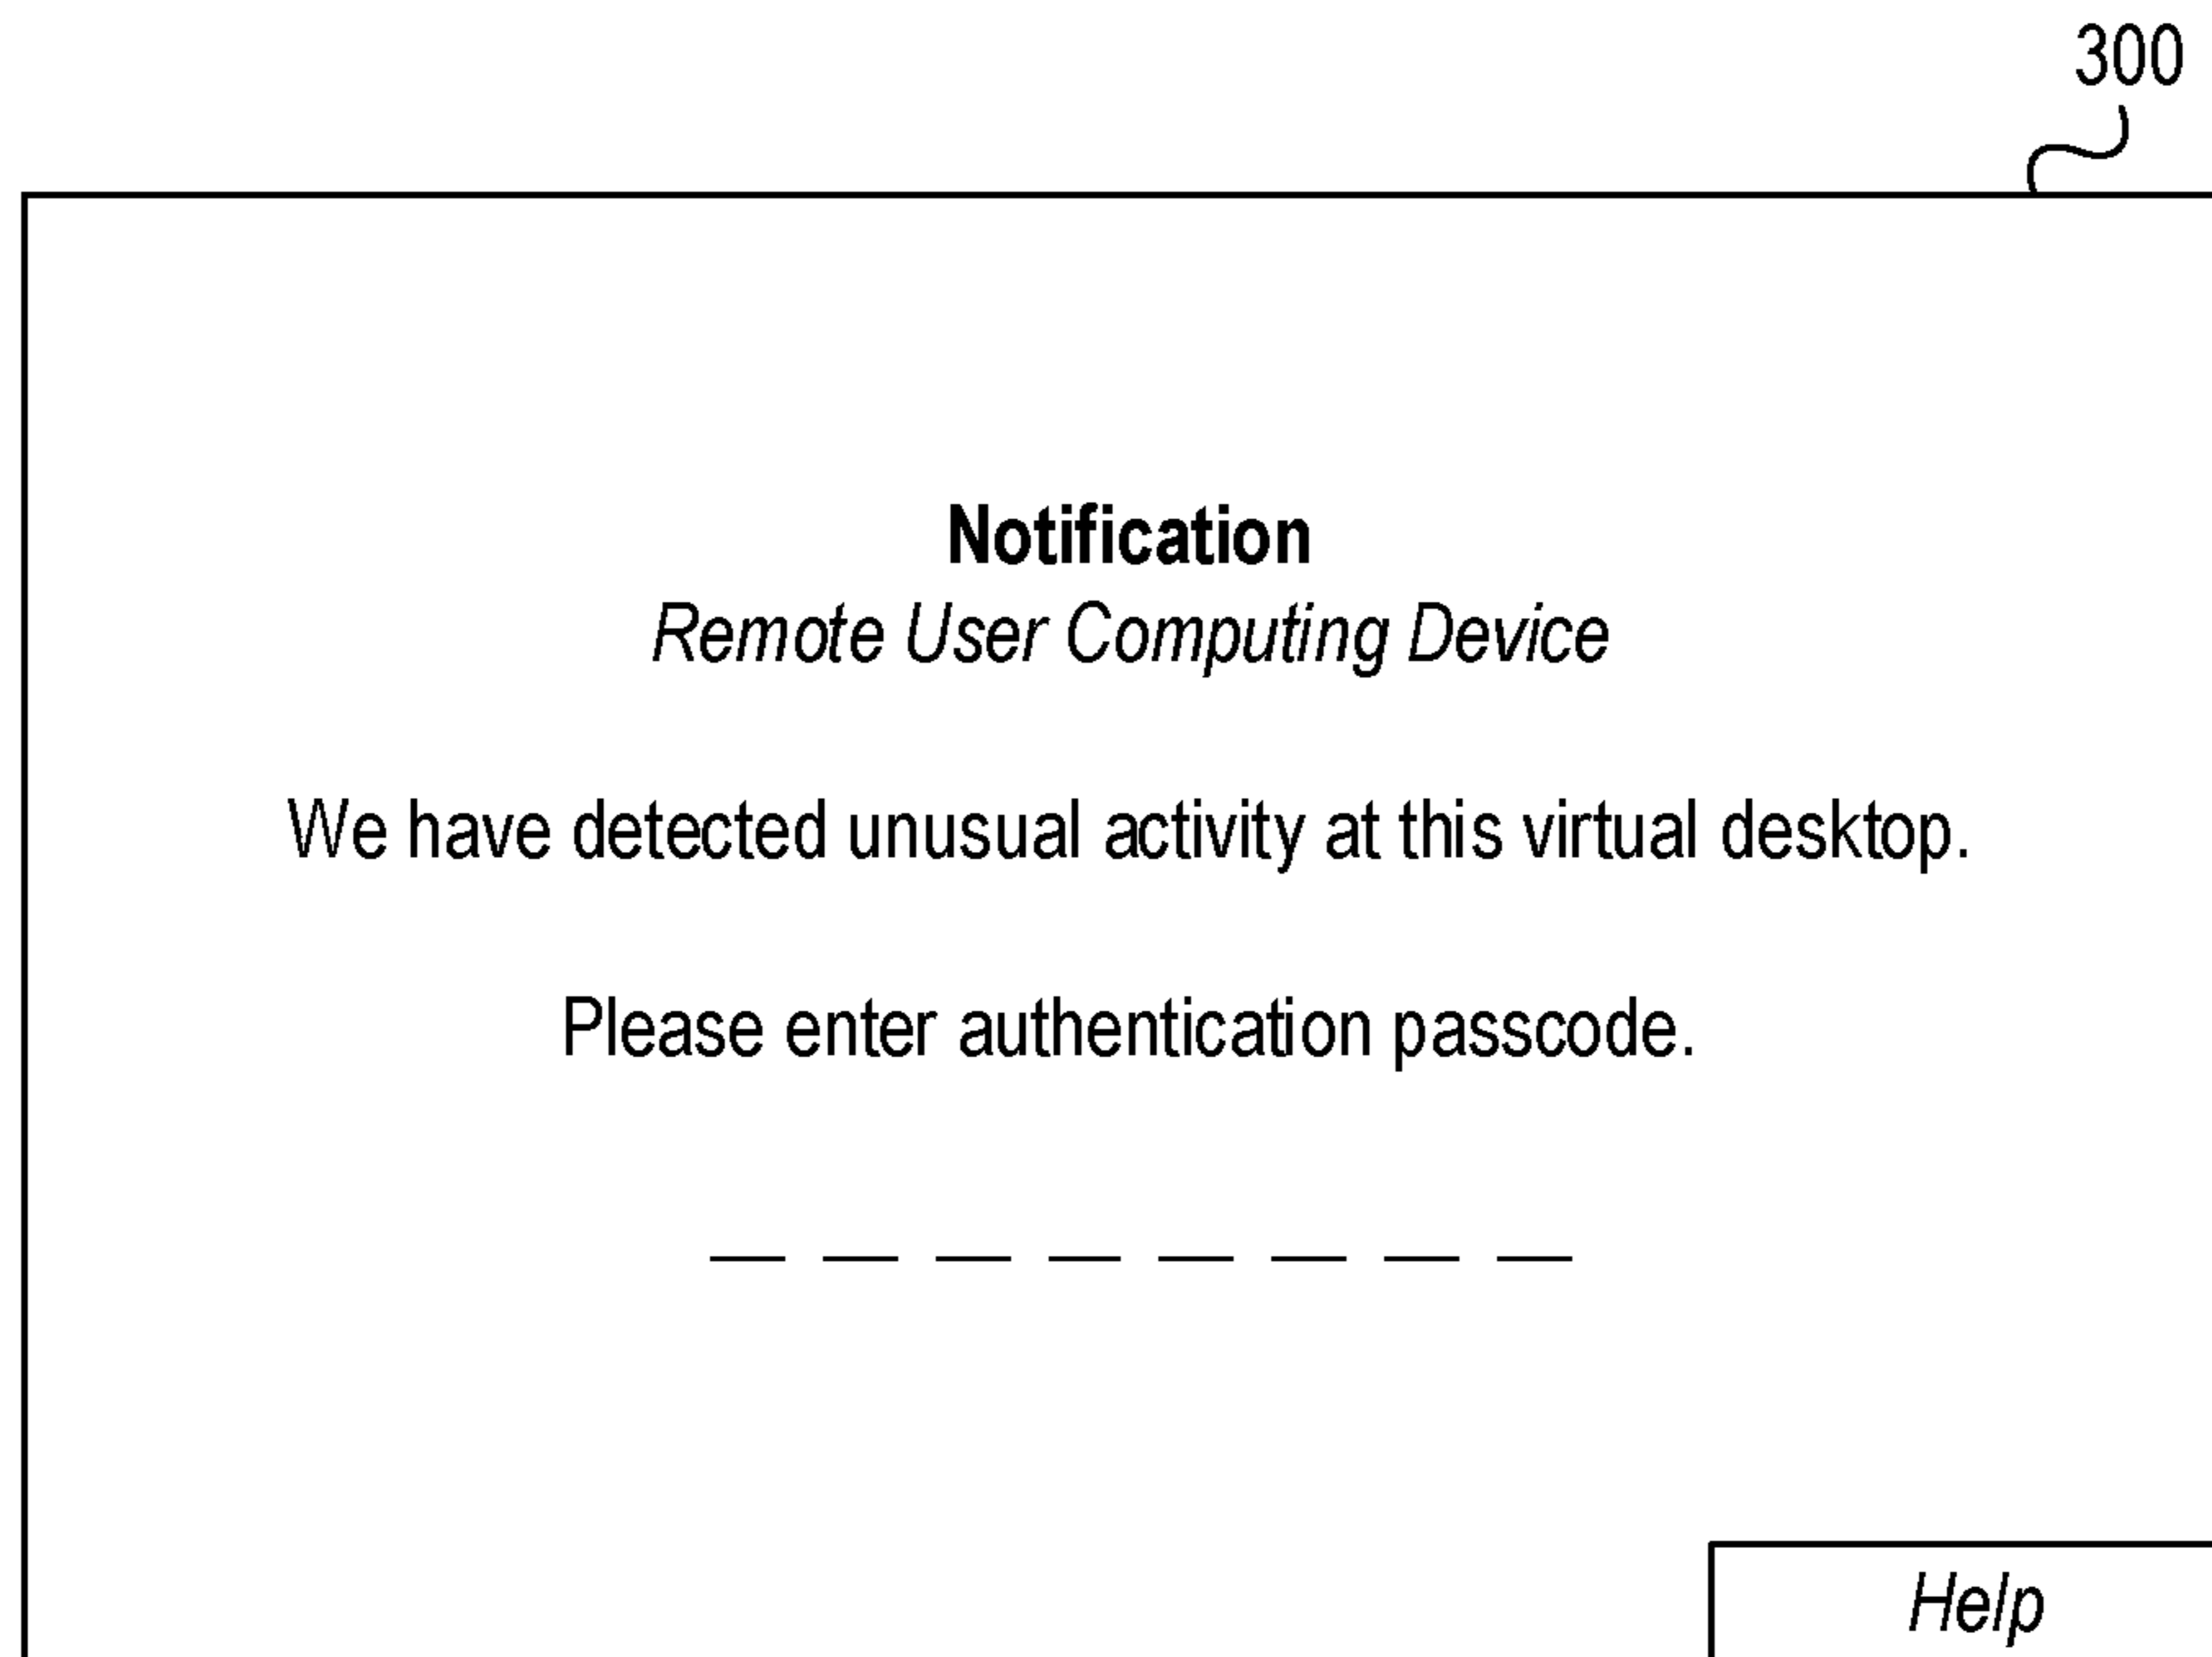 300
Notification
Remote User Computing Device
We have detected unusual activity at this virtual desktop.
Please enter authentication passcode.
Help